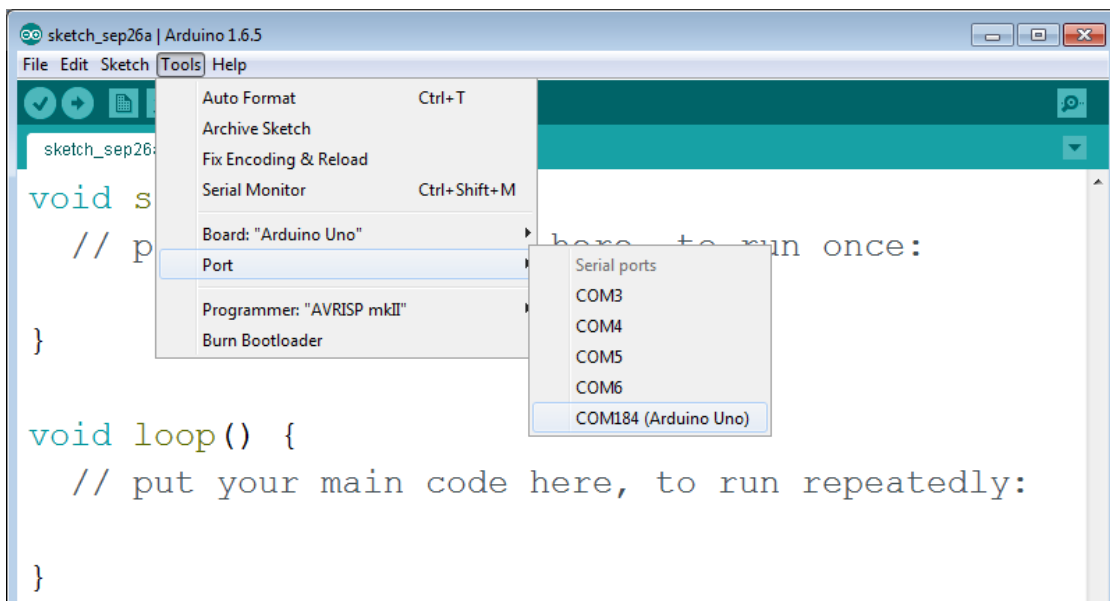 sketch_sep26a | Arduino 1.6.5
File Edit Sketch Tools Help
sketch_sep26a
Auto Format Ctrl+T
Archive Sketch
Fix Encoding & Reload
Serial Monitor Ctrl+Shift+M
Board: "Arduino Uno"
Port
Programmer: "AVRISP mkII"
Burn Bootloader
Serial ports
COM3
COM4
COM5
COM6
COM184 (Arduino Uno)
void s
// p here, to run once:
}
void loop() {
// put your main code here, to run repeatedly:
}